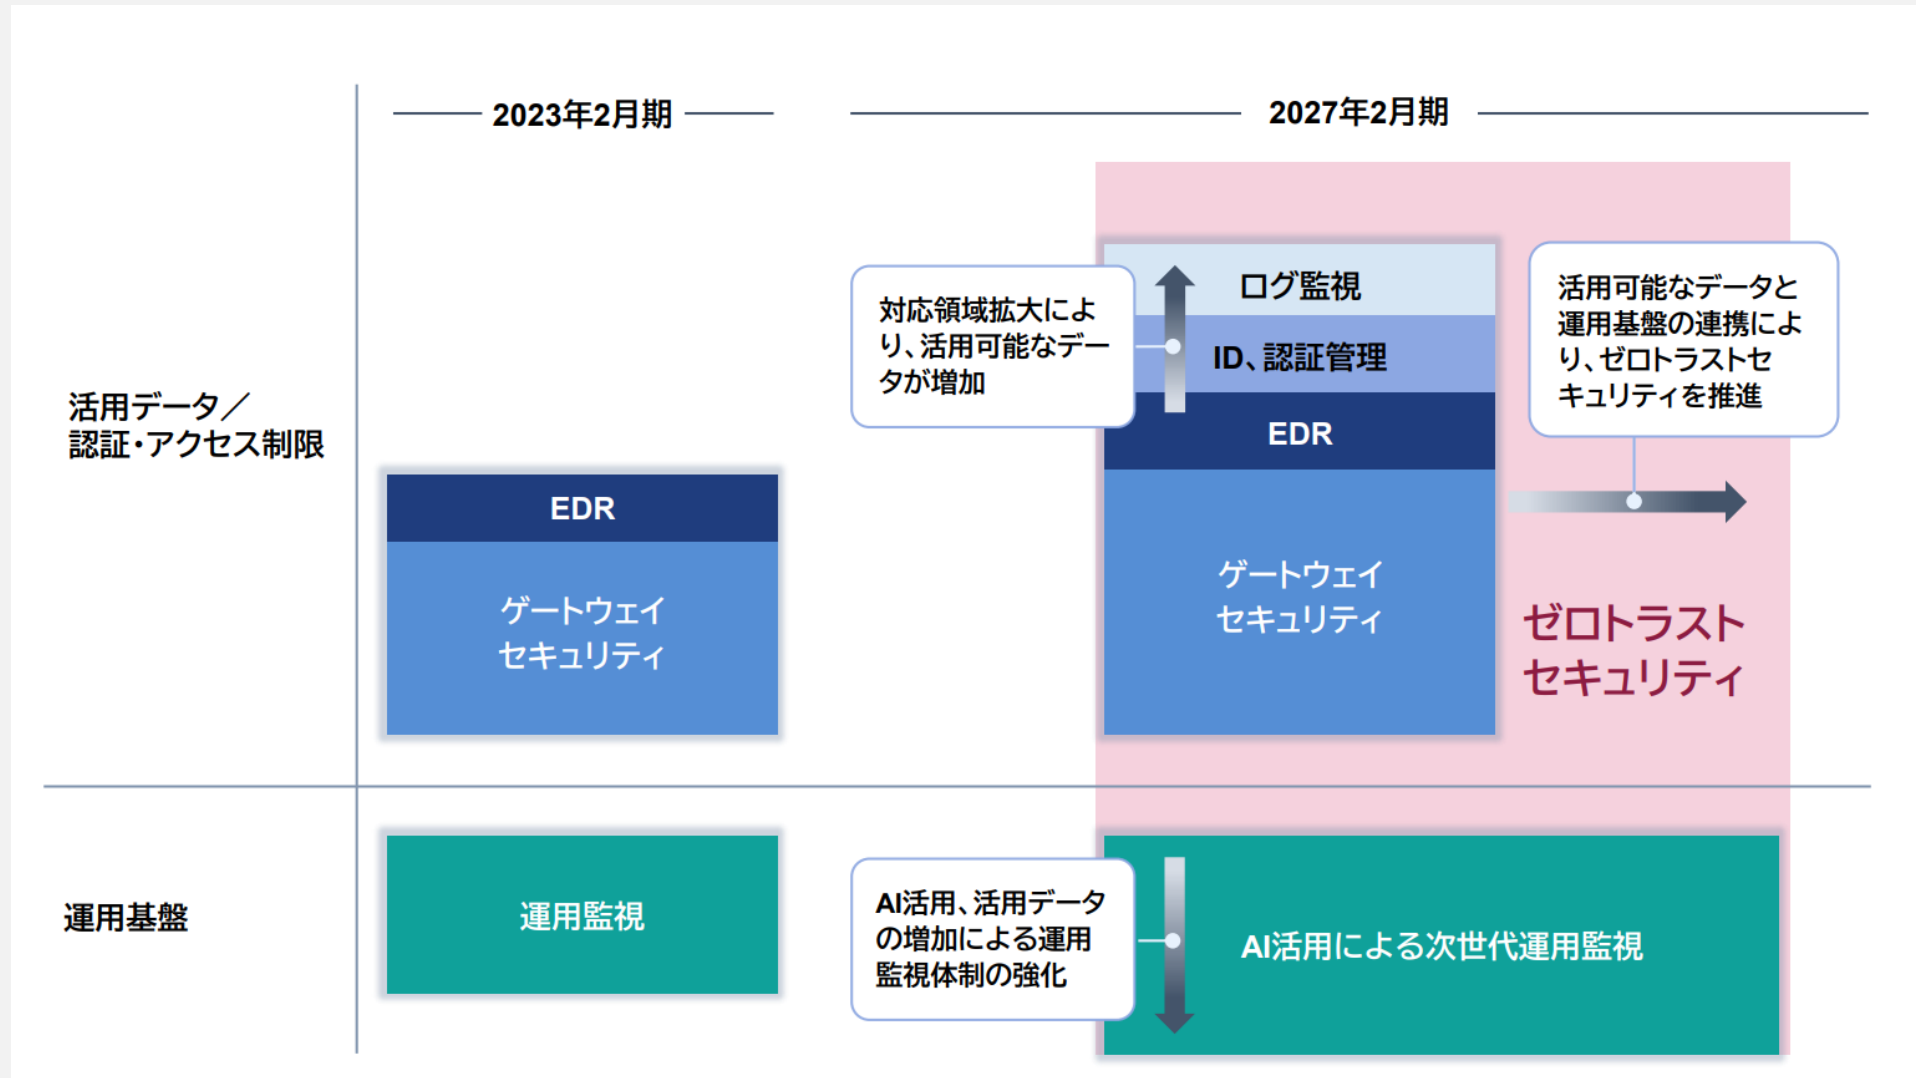 2023年2月期
2027年2月期
活用データ／
認証・アクセス制限
EDR
ゲートウェイ
セキュリティ
対応領域拡大によ
り、活用可能なデー
タが増加
ログ監視
ID、認証管理
EDR
ゲートウェイ
セキュリティ
活用可能なデータと
運用基盤の連携によ
り、ゼロトラストセ
キュリティを推進
ゼロトラスト
セキュリティ
運用基盤
運用監視
AI活用、活用データ
の増加による運用
監視体制の強化
AI活用による次世代運用監視